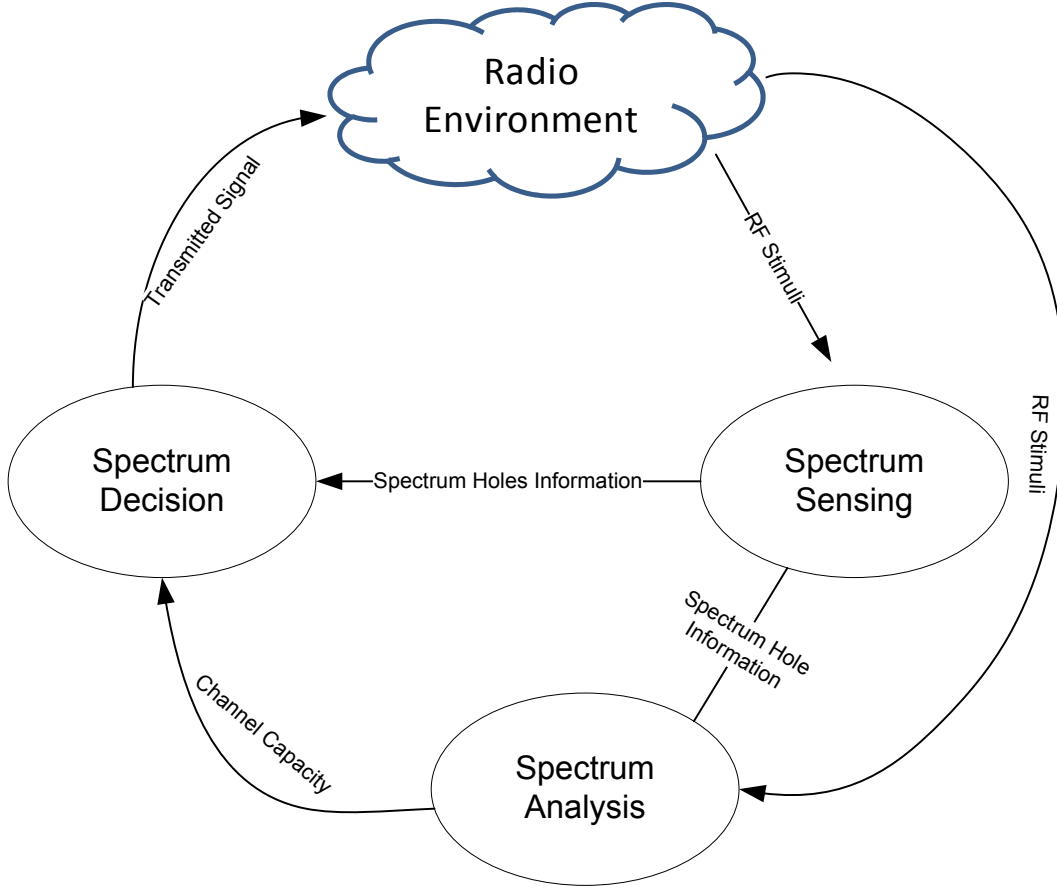 Radio
Environment
Transmitted Signal
RF Stimuli
RF Stimuli
Spectrum
Decision
Spectrum Holes Information
Spectrum
Sensing
Spectrum Hole
Information
Channel Capacity
Spectrum
Analysis